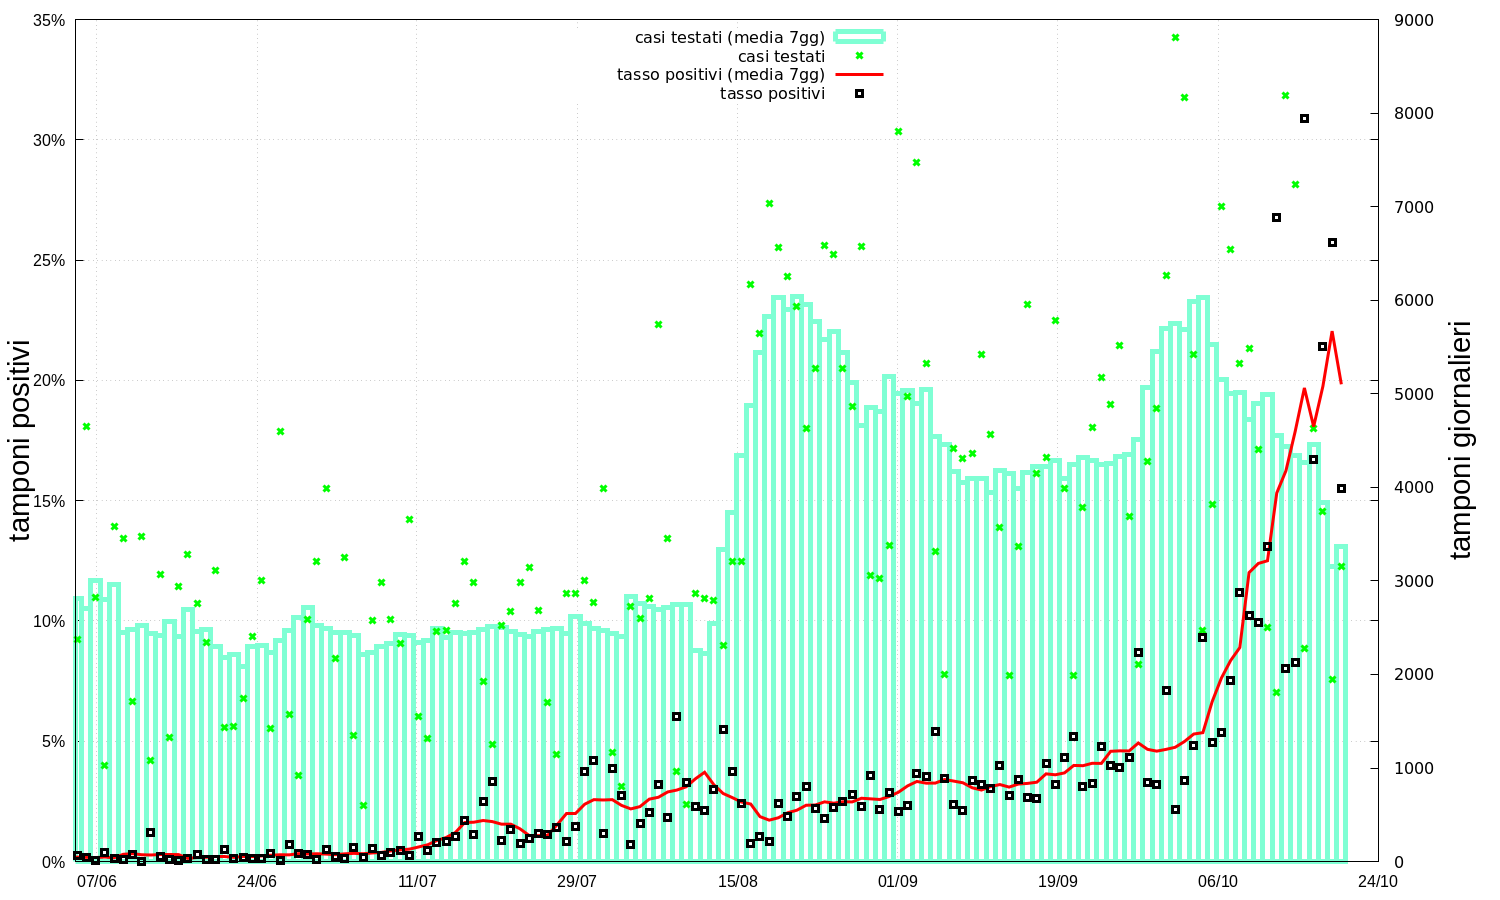 casi testati (media 7gg)
casi testati
tasso positivi (media 7gg)
tasso positivi
35%
30%
25%
20%
15%
10%
5%
0%
tamponi positivi
9000
8000
7000
6000
5000
4000
3000
2000
1000
0
tamponi giornalieri
07/06 24/06 11/07 29/07 15/08 01/09 19/09 06/10 24/10